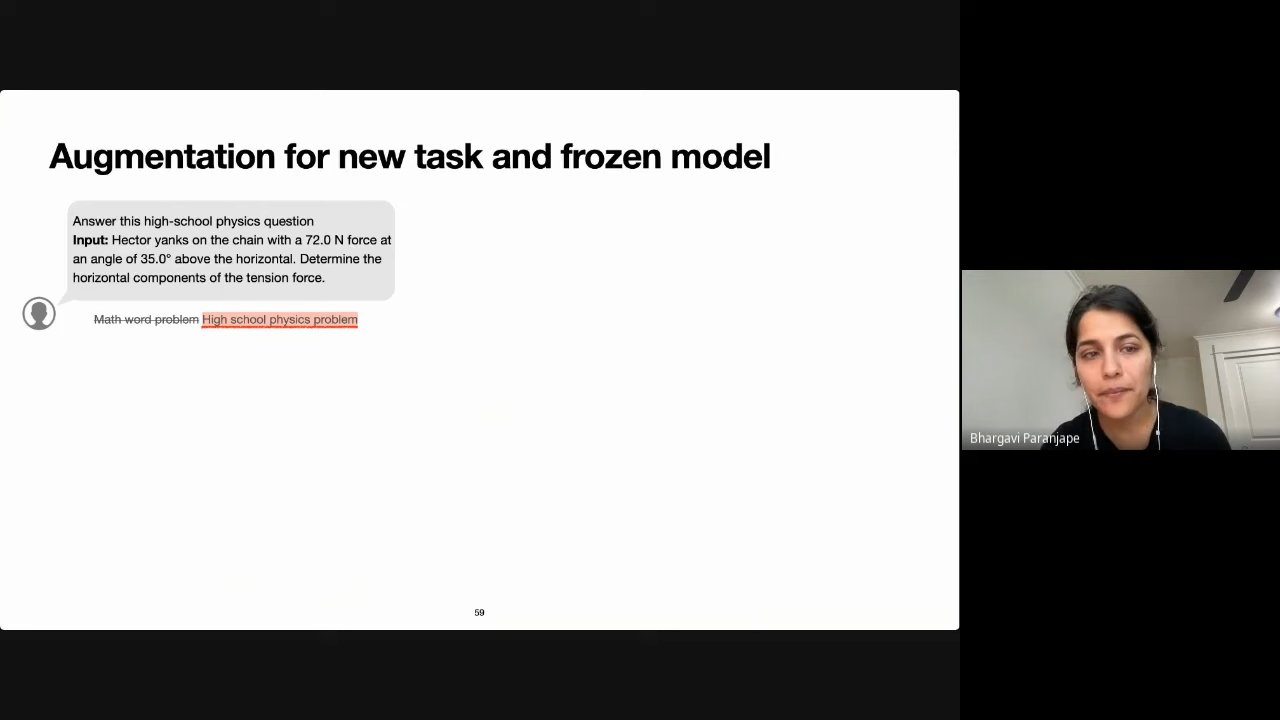 Augmentation for new task and frozen model
Answer this high-school physics question
Input: Hector yanks on the chain with a 72.0 N force at
an angle of 35.0° above the horizontal. Determine the
horizontal components of the tension force.
Math word problem High school physics problem
59
Bhargavi Paranjape